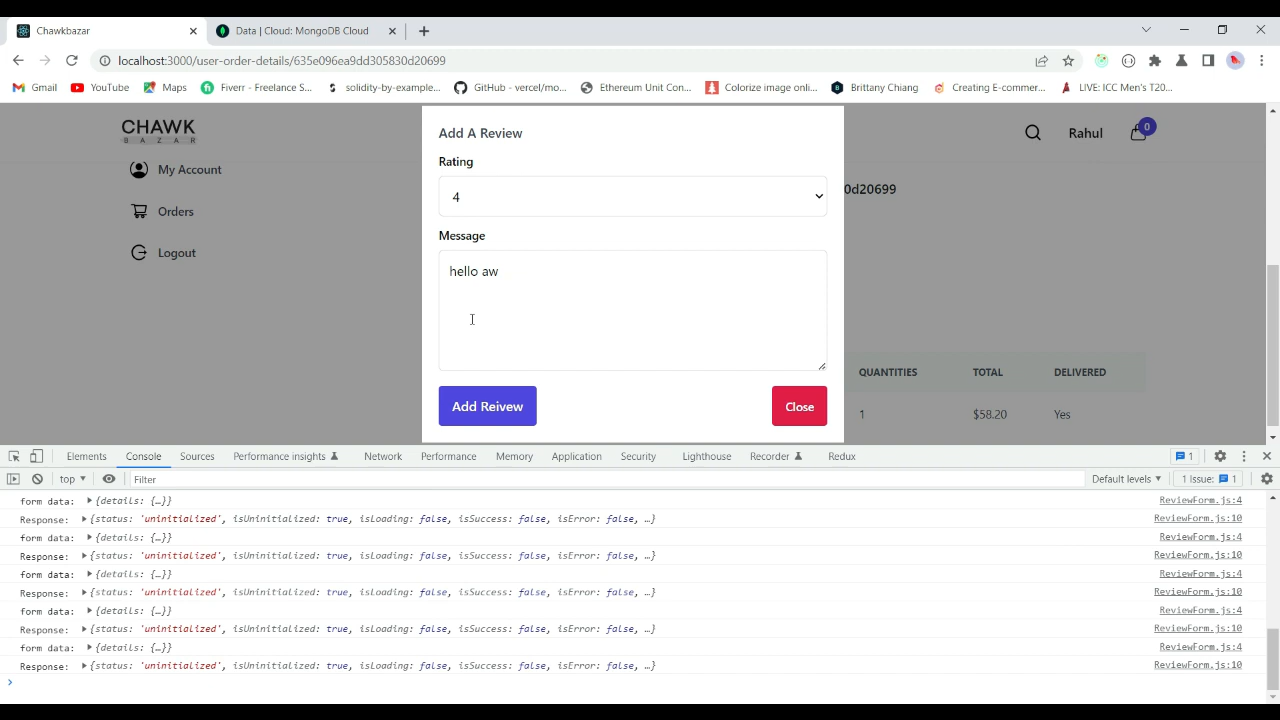 Chawkbazar
Data | Cloud: MongoDB Cloud
localhost:3000/user-order-details/635e096ea9dd305830d20699
Gmail YouTube Maps Fiverr - Freelance S... solidity-by-example... GitHub - vercel/mo... Ethereum Unit Con... Colorize image onli... Brittany Chiang Creating E-commer... LIVE: ICC Men's T20...
CHAWK
BAZAR
Rahul
0
My Account
Orders
Logout
0d20699
Add A Review
Rating
4
Message
hello aw
Add Reivew
Close
QUANTITIES TOTAL DELIVERED
1 $58.20 Yes
Elements Console Sources Performance insights Network Performance Memory Application Security Lighthouse Recorder Redux 1
top Filter Default levels 1 Issue: 1
form data: {details: {…}} ReviewForm.js:4
Response: {status: 'uninitialized', isUninitialized: true, isLoading: false, isSuccess: false, isError: false, …} ReviewForm.js:10
form data: {details: {…}} ReviewForm.js:4
Response: {status: 'uninitialized', isUninitialized: true, isLoading: false, isSuccess: false, isError: false, …} ReviewForm.js:10
form data: {details: {…}} ReviewForm.js:4
Response: {status: 'uninitialized', isUninitialized: true, isLoading: false, isSuccess: false, isError: false, …} ReviewForm.js:10
form data: {details: {…}} ReviewForm.js:4
Response: {status: 'uninitialized', isUninitialized: true, isLoading: false, isSuccess: false, isError: false, …} ReviewForm.js:10
form data: {details: {…}} ReviewForm.js:4
Response: {status: 'uninitialized', isUninitialized: true, isLoading: false, isSuccess: false, isError: false, …} ReviewForm.js:10